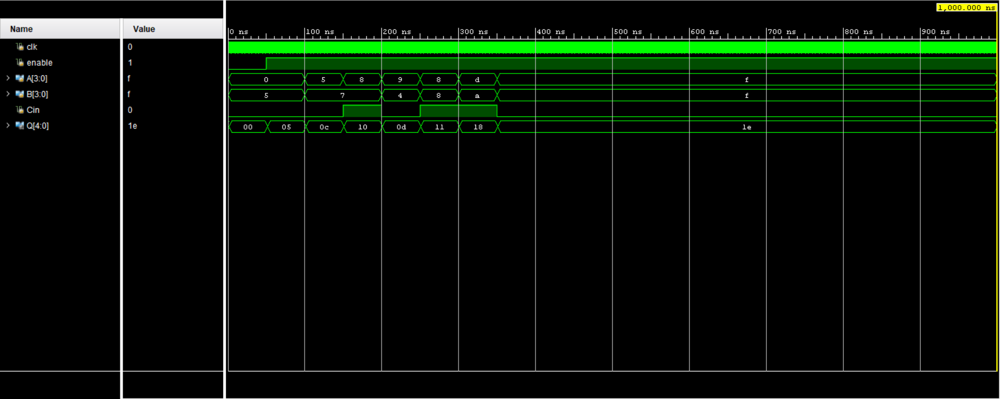 1,000.000 ns
Name Value
0 ns 100 ns 200 ns 300 ns 400 ns 500 ns 600 ns 700 ns 800 ns 900 ns
clk 0
enable 1
A[3:0] f 0 5 8 9 8 d f
B[3:0] f 5 7 4 8 a f
Cin 0
Q[4:0] 1e 00 05 0c 10 0d 11 18 1e